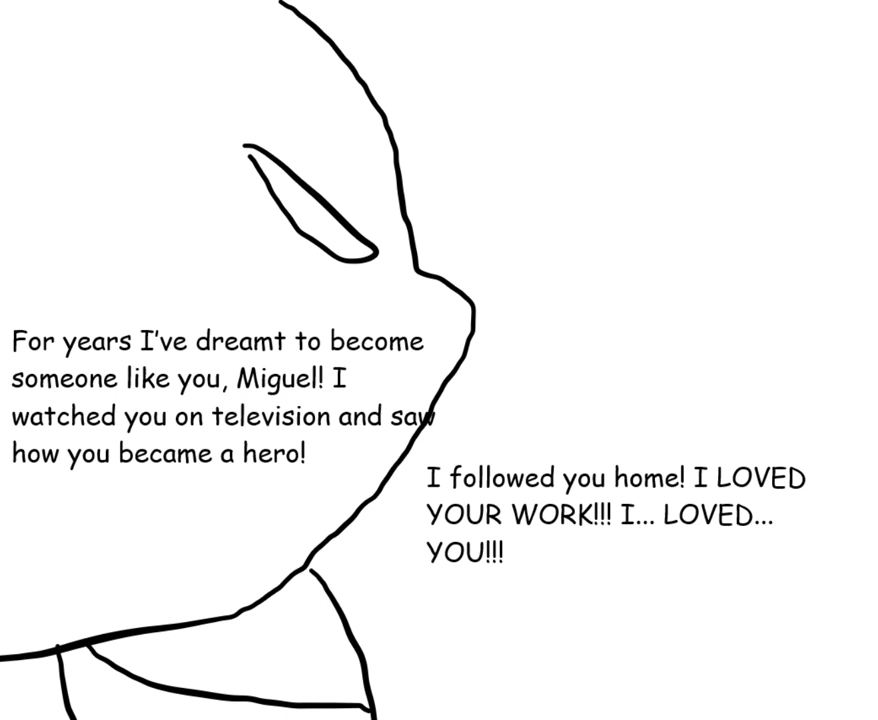 For years I've dreamt to become
someone like you, Miguel! I
watched you on television and saw
how you became a hero!
I followed you home! I LOVED
YOUR WORK!!! I... LOVED...
YOU!!!